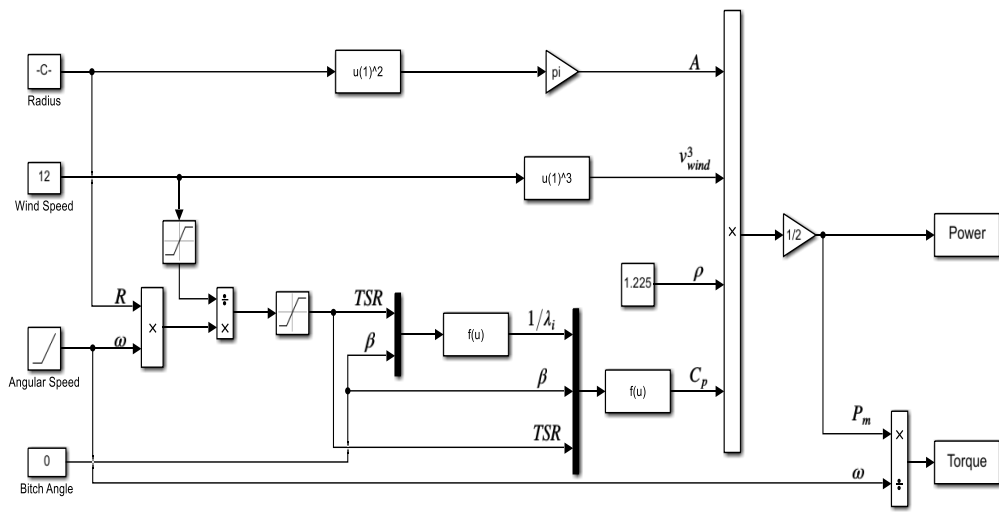 -C-
Radius
u(1)^2
pi
A
12
Wind Speed
u(1)^3
v³wind
×
1/2
Power
1.225
ρ
R
ω
×
÷
×
Angular Speed
TSR
β
f(u)
1/λi
β
TSR
f(u)
Cp
Pm
ω
×
÷
Torque
0
Bitch Angle